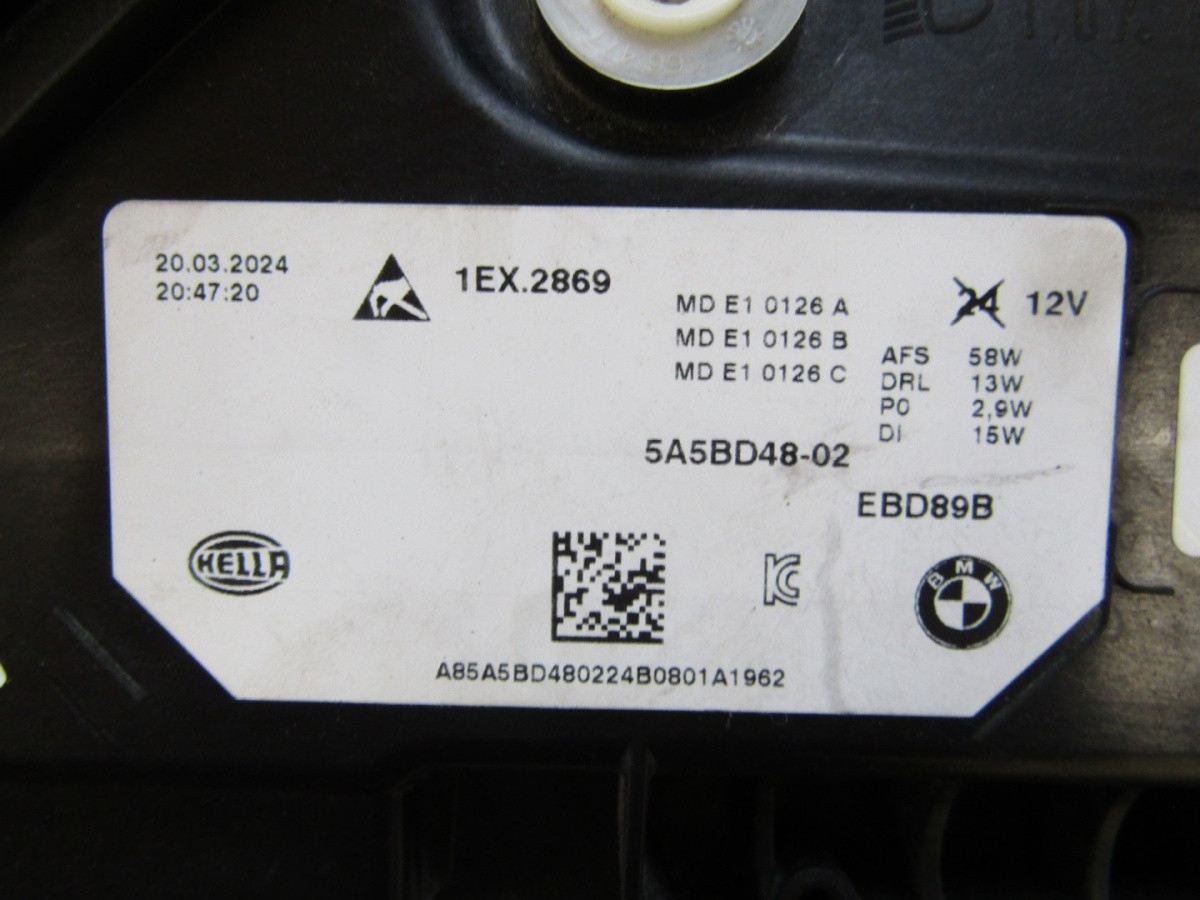 20.03.2024
20:47:20
1EX.2869
MD E1 0126 A
MD E1 0126 B
MD E1 0126 C
24 12V
AFS 58W
DRL 13W
PO 2,9W
DI 15W
5A5BD48-02
EBD89B
HELLA
BMW
A85A5BD480224B0801A1962